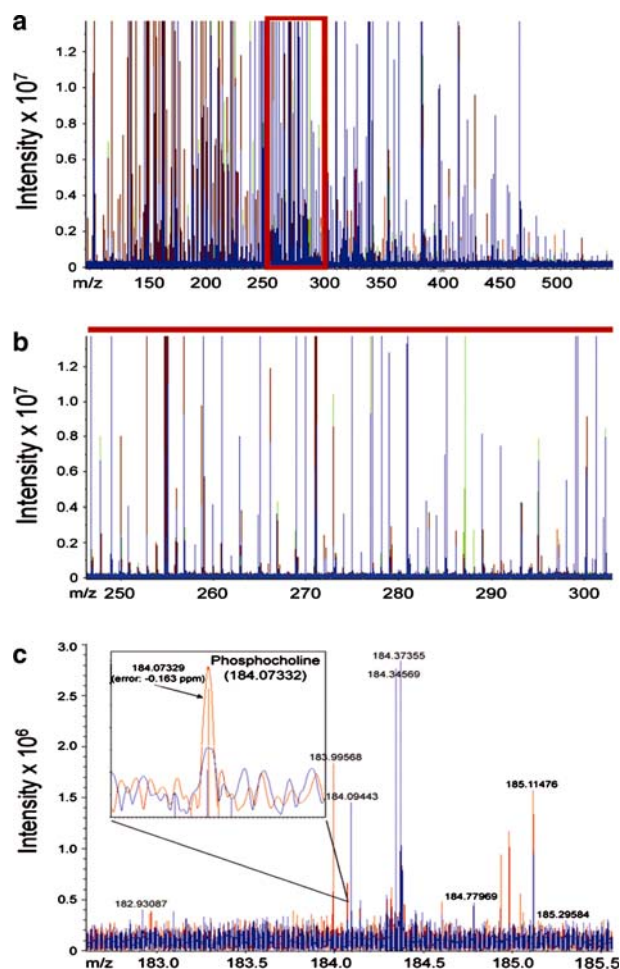 a
Intensity x 10⁷
1.2
1.0
0.8
0.6
0.4
0.2
0
m/z 150 200 250 300 350 400 450 500
b
Intensity x 10⁷
1.2
1.0
0.8
0.6
0.4
0.2
0
m/z 250 260 270 280 290 300
c
Intensity x 10⁶
3.0
2.5
2.0
1.5
1.0
0.5
0
184.37355
184.34569
Phosphocholine
(184.07332)
184.07329
(error: -0.163 ppm)
183.99568
184.09443
185.11476
182.93087
184.77969
185.29584
m/z 183.0 183.5 184.0 184.5 185.0 185.5